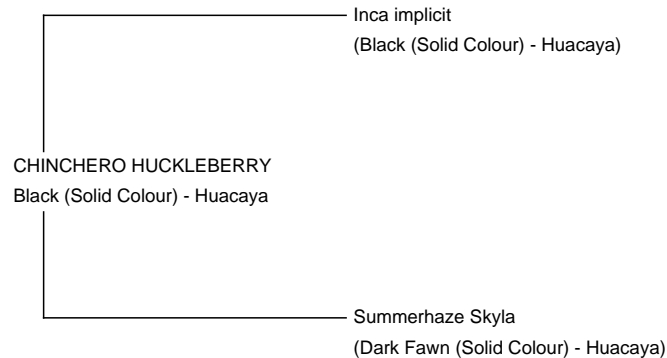 Inca implicit
(Black (Solid Colour) - Huacaya)
CHINCHERO HUCKLEBERRY
Black (Solid Colour) - Huacaya
Summerhaze Skyla
(Dark Fawn (Solid Colour) - Huacaya)